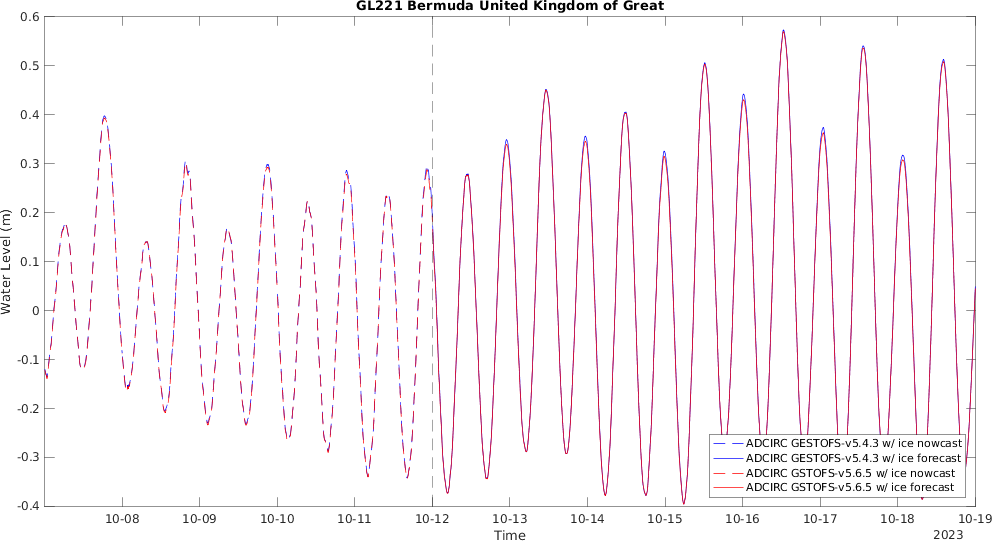 GL221 Bermuda United Kingdom of Great
0.6
0.5
0.4
0.3
0.2
0.1
0
-0.1
-0.2
-0.3
-0.4
Water Level (m)
ADCIRC GESTOFS-v5.4.3 w/ ice nowcast
ADCIRC GESTOFS-v5.4.3 w/ ice forecast
ADCIRC GSTOFS-v5.6.5 w/ ice nowcast
ADCIRC GSTOFS-v5.6.5 w/ ice forecast
10-08 10-09 10-10 10-11 10-12 10-13 10-14 10-15 10-16 10-17 10-18 10-19
Time
2023